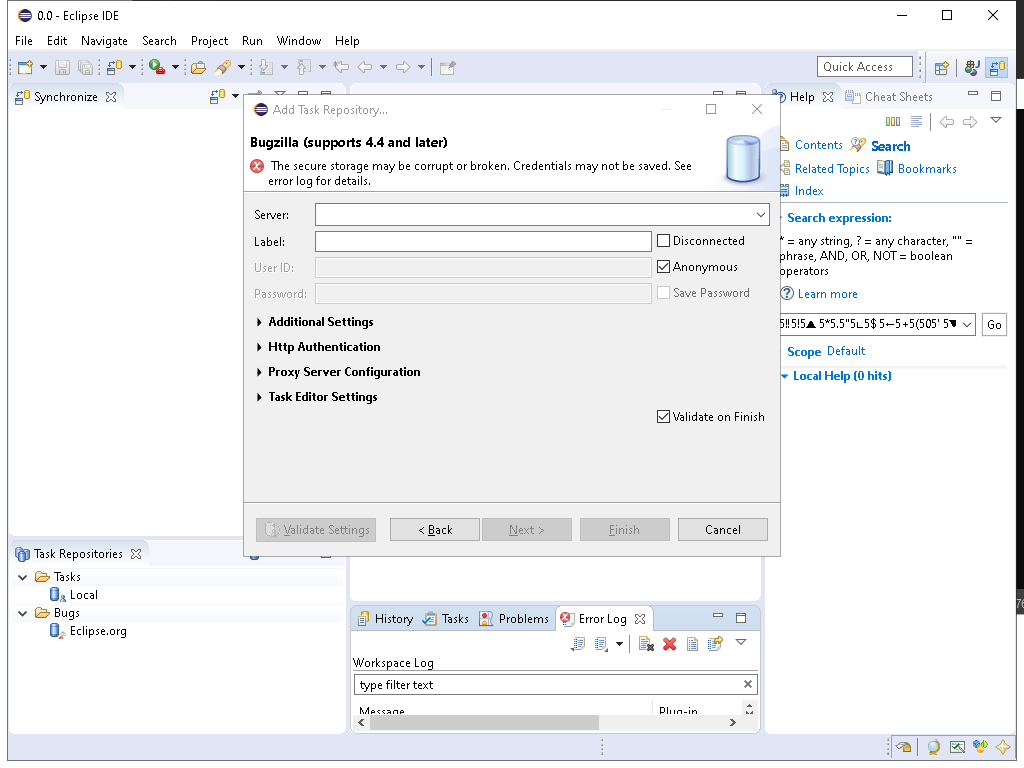 0.0 - Eclipse IDE
File Edit Navigate Search Project Run Window Help
Quick Access
Synchronize
Help Cheat Sheets
Contents Search
Related Topics Bookmarks
Index
Search expression:
* = any string, ? = any character, "" =
phrase, AND, OR, NOT = boolean
operators
Learn more
Go
Scope Default
Local Help (0 hits)
Add Task Repository...
Bugzilla (supports 4.4 and later)
The secure storage may be corrupt or broken. Credentials may not be saved. See
error log for details.
Server:
Label: Disconnected
User ID: Anonymous
Password: Save Password
Additional Settings
Http Authentication
Proxy Server Configuration
Task Editor Settings
Validate on Finish
Validate Settings < Back Next > Finish Cancel
Task Repositories
Tasks
Local
Bugs
Eclipse.org
History Tasks Problems Error Log
Workspace Log
type filter text
Message Plug-in